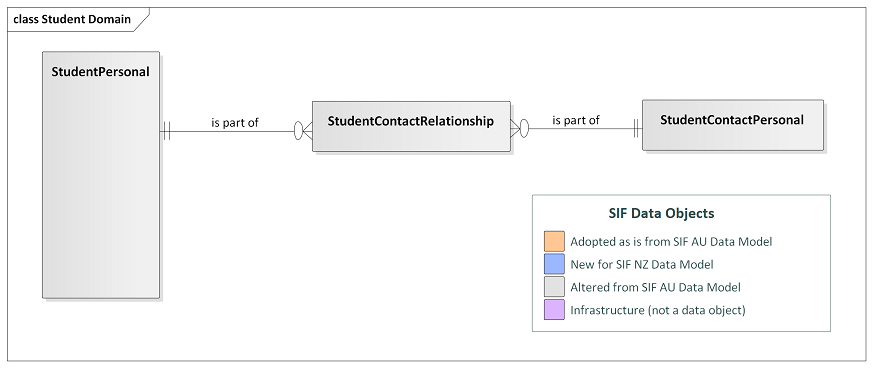 class Student Domain
StudentPersonal
is part of
StudentContactRelationship
is part of
StudentContactPersonal
SIF Data Objects
Adopted as is from SIF AU Data Model
New for SIF NZ Data Model
Altered from SIF AU Data Model
Infrastructure (not a data object)